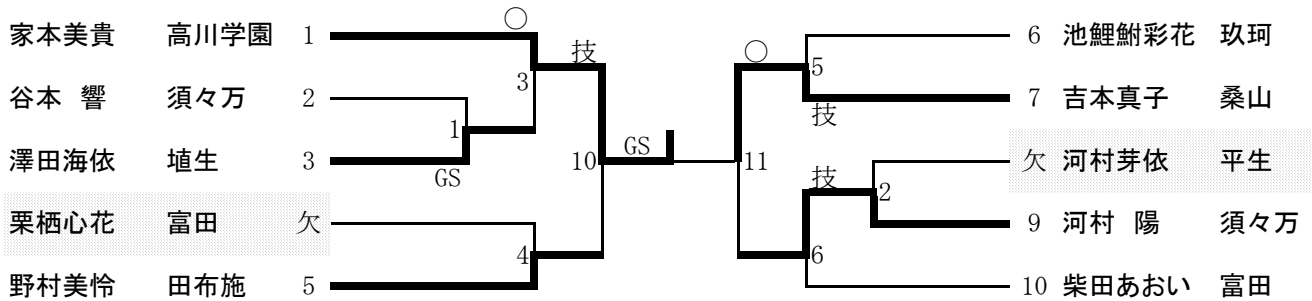 家本美貴 高川学園 1
谷本 響 須々万 2
澤田海依 埴生 3
栗栖心花 富田 欠
野村美怜 田布施 5
○
3
技
1
GS
10
4
GS
○
5
技
11
技
2
6
6 池鯉鮒彩花 玖珂
7 吉本真子 桑山
欠 河村芽依 平生
9 河村 陽 須々万
10 柴田あおい 富田